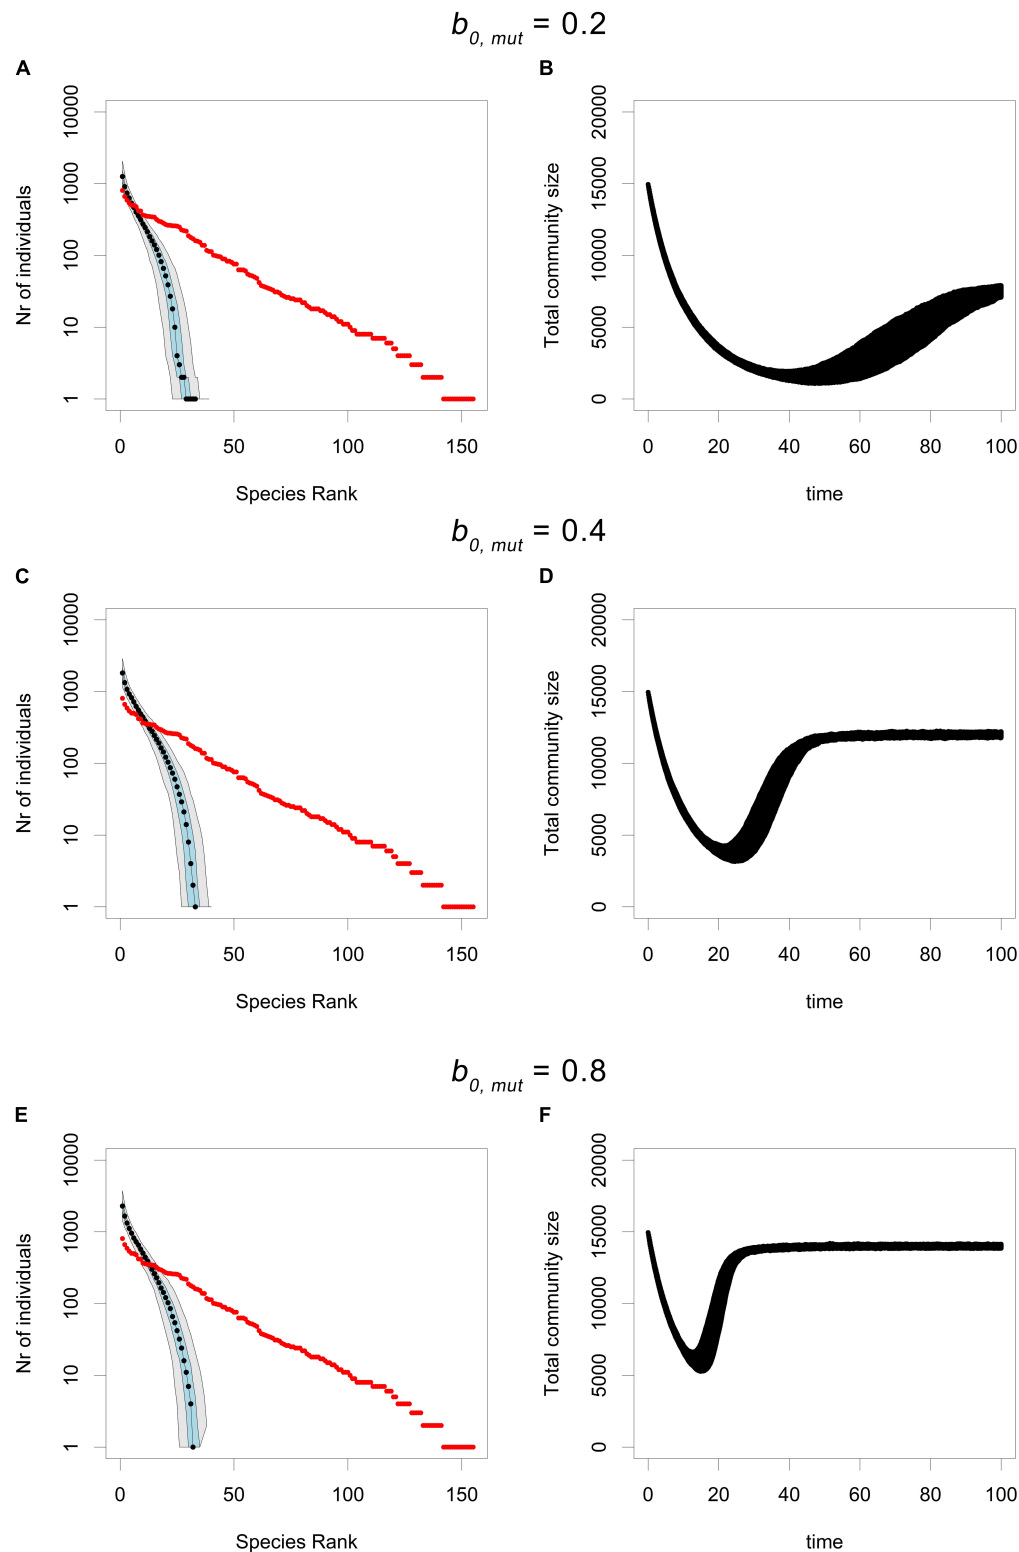 b0, mut = 0.2
A
B
10000
1000
100
10
1
Nr of individuals
0 50 100 150
Species Rank
20000
15000
10000
5000
0
Total community size
0 20 40 60 80 100
time
b0, mut = 0.4
C
D
10000
1000
100
10
1
Nr of individuals
0 50 100 150
Species Rank
20000
15000
10000
5000
0
Total community size
0 20 40 60 80 100
time
b0, mut = 0.8
E
F
10000
1000
100
10
1
Nr of individuals
0 50 100 150
Species Rank
20000
15000
10000
5000
0
Total community size
0 20 40 60 80 100
time